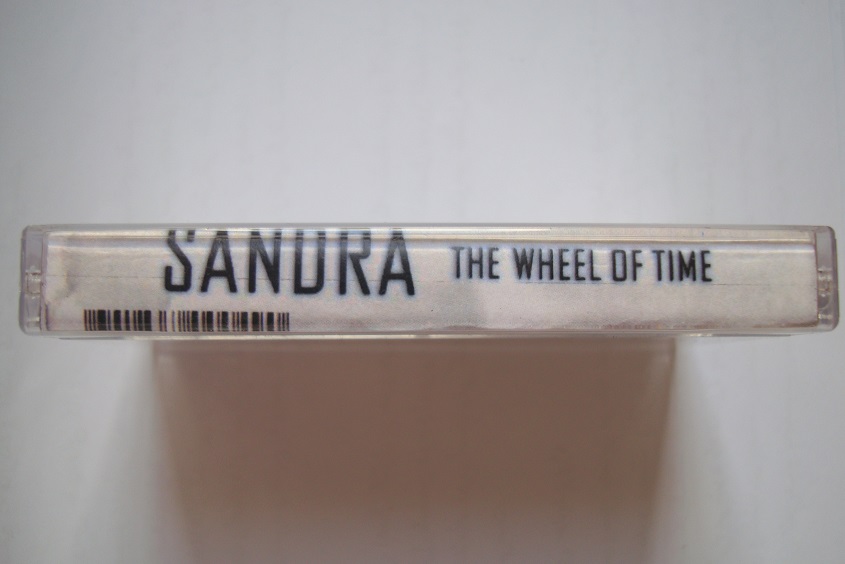 SANDRA THE WHEEL OF TIME